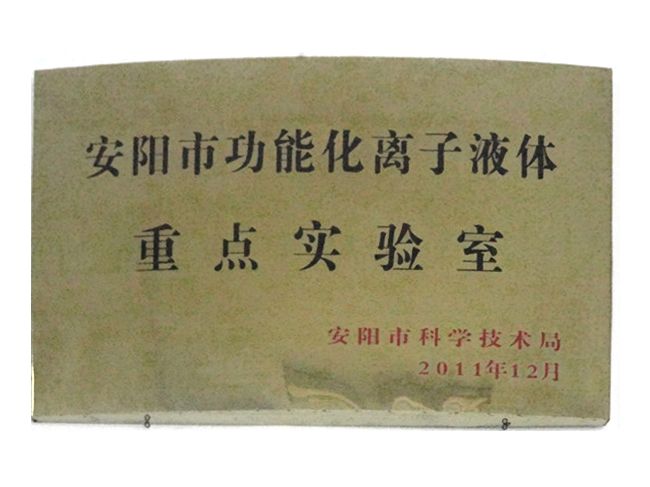 安阳市功能化离子液体
重点实验室
安阳市科学技术局
2011年12月